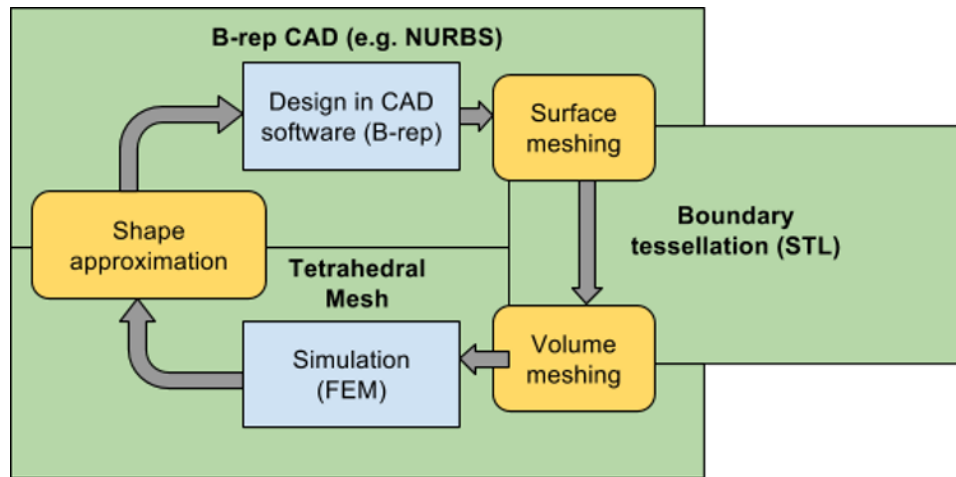 B-rep CAD (e.g. NURBS)
Design in CAD
software (B-rep)
Surface
meshing
Boundary
tessellation (STL)
Shape
approximation
Tetrahedral
Mesh
Simulation
(FEM)
Volume
meshing